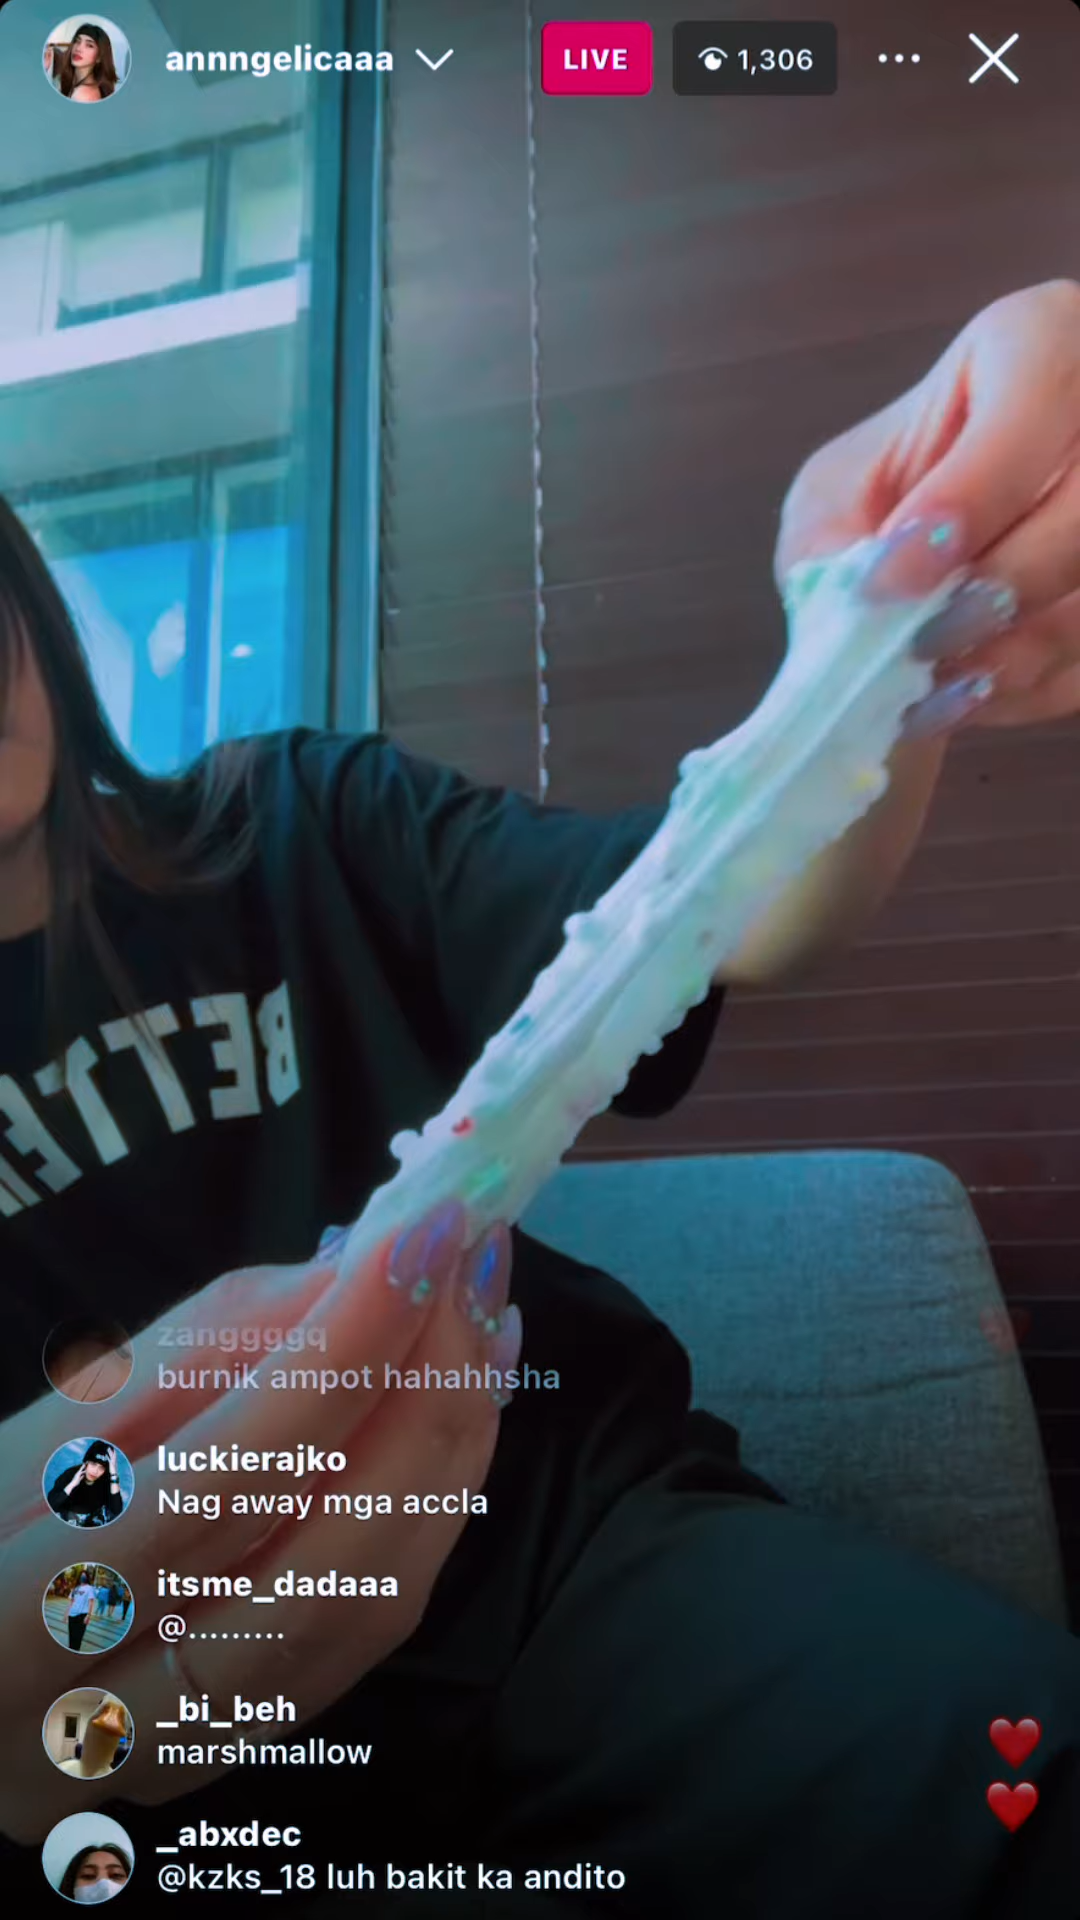 annngelicaaa
LIVE
1,306
BETTE
zanggggq
burnik ampot hahahhsha
luckierajko
Nag away mga accla
itsme_dadaaa
@.........
_bi_beh
marshmallow
_abxdec
@kzks_18 luh bakit ka andito